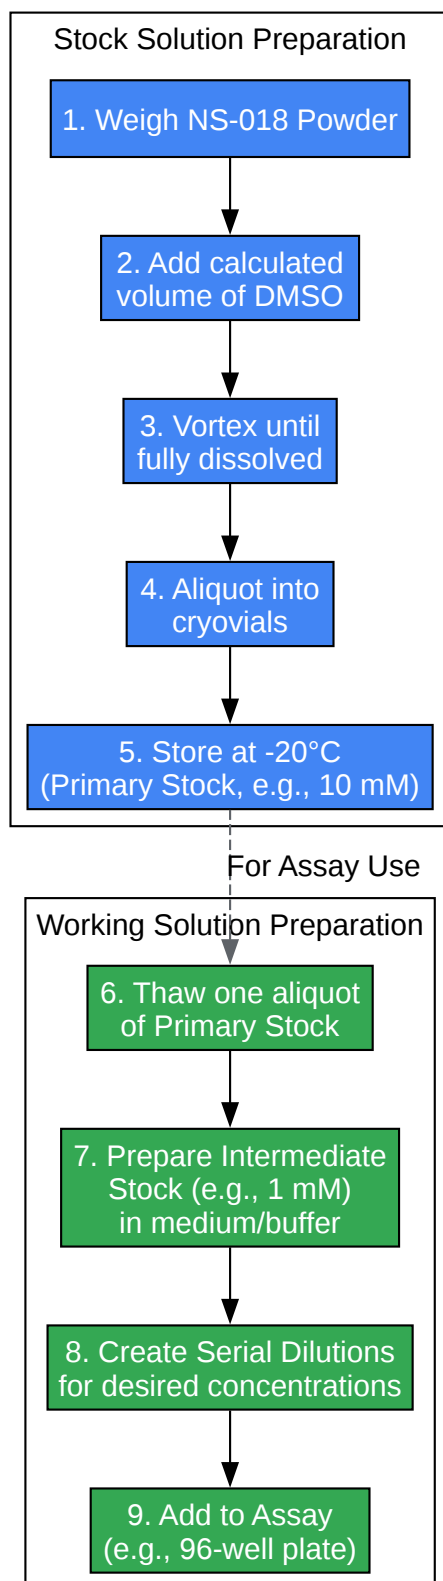 Stock Solution Preparation
1. Weigh NS-018 Powder
2. Add calculated
volume of DMSO
3. Vortex until
fully dissolved
4. Aliquot into
cryovials
5. Store at -20°C
(Primary Stock, e.g., 10 mM)
For Assay Use
Working Solution Preparation
6. Thaw one aliquot
of Primary Stock
7. Prepare Intermediate
Stock (e.g., 1 mM)
in medium/buffer
8. Create Serial Dilutions
for desired concentrations
9. Add to Assay
(e.g., 96-well plate)